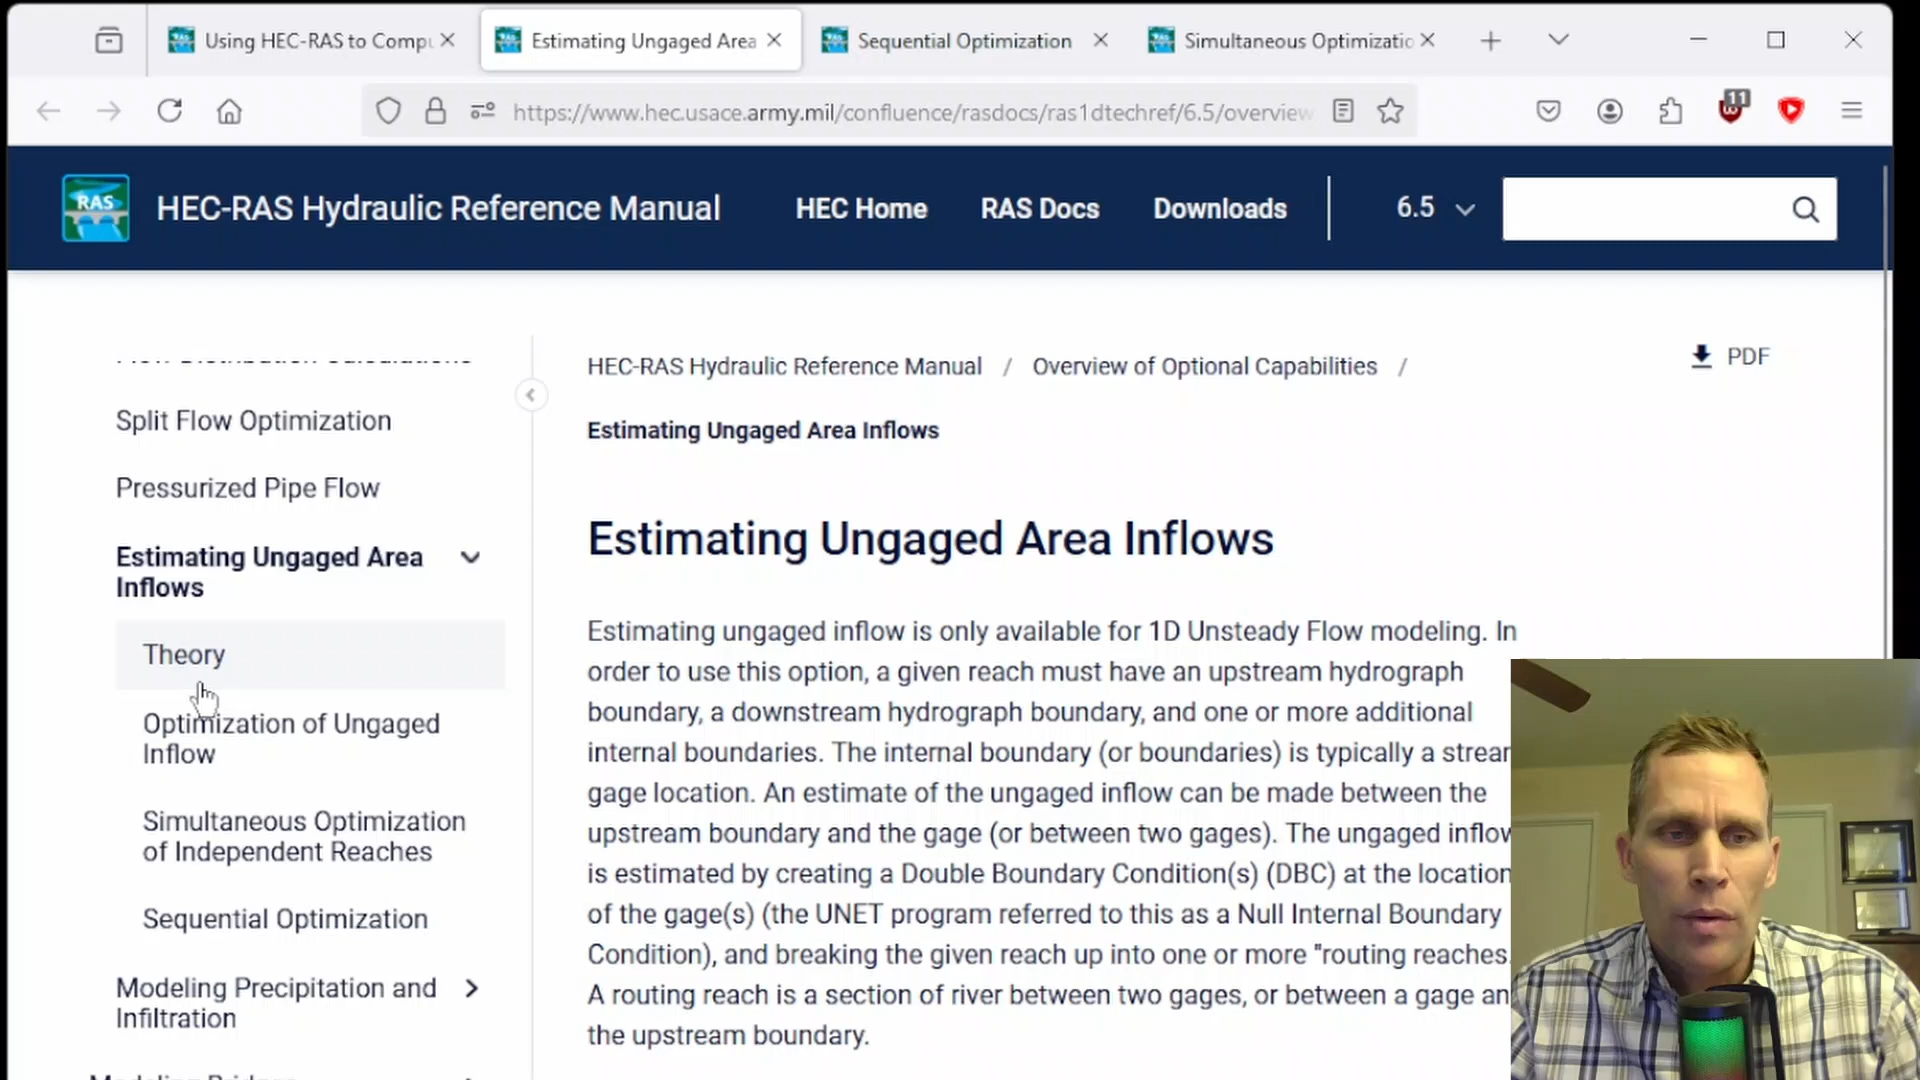 Using HEC-RAS to Compu
Estimating Ungaged Area
Sequential Optimization
Simultaneous Optimizatio
https://www.hec.usace.army.mil/confluence/rasdocs/ras1dtechref/6.5/overview
11
RAS
HEC-RAS Hydraulic Reference Manual
HEC Home
RAS Docs
Downloads
6.5
Flow Distribution Calculations
Split Flow Optimization
Pressurized Pipe Flow
Estimating Ungaged Area
Inflows
Theory
Optimization of Ungaged
Inflow
Simultaneous Optimization
of Independent Reaches
Sequential Optimization
Modeling Precipitation and
Infiltration
Modeling Bridges
HEC-RAS Hydraulic Reference Manual / Overview of Optional Capabilities /
Estimating Ungaged Area Inflows
PDF
Estimating Ungaged Area Inflows
Estimating ungaged inflow is only available for 1D Unsteady Flow modeling. In
order to use this option, a given reach must have an upstream hydrograph
boundary, a downstream hydrograph boundary, and one or more additional
internal boundaries. The internal boundary (or boundaries) is typically a strear
gage location. An estimate of the ungaged inflow can be made between the
upstream boundary and the gage (or between two gages). The ungaged inflow
is estimated by creating a Double Boundary Condition(s) (DBC) at the location
of the gage(s) (the UNET program referred to this as a Null Internal Boundary
Condition), and breaking the given reach up into one or more "routing reaches.
A routing reach is a section of river between two gages, or between a gage an
the upstream boundary.